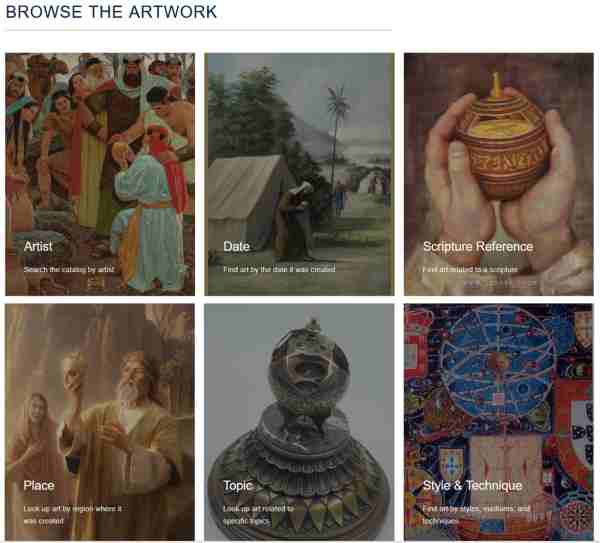 BROWSE THE ARTWORK
Artist
Search the catalog by artist
Date
Find art by the date it was created
Scripture Reference
Find art related to a scripture
Place
Look up art by region where it
was created
Topic
Look up art related to
specific topics
Style & Technique
Find art by styles, mediums, and
techniques